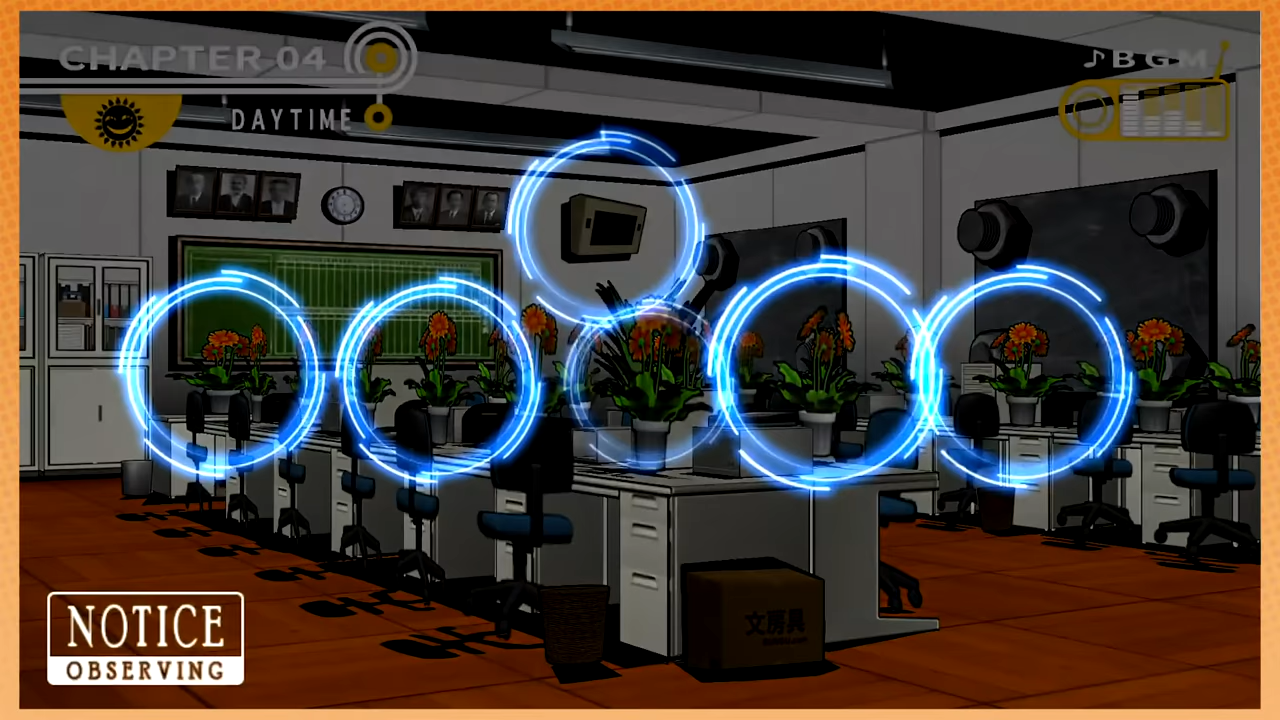 CHAPTER 04
♪BGM
DAYTIME
文房具
NOTICE
OBSERVING